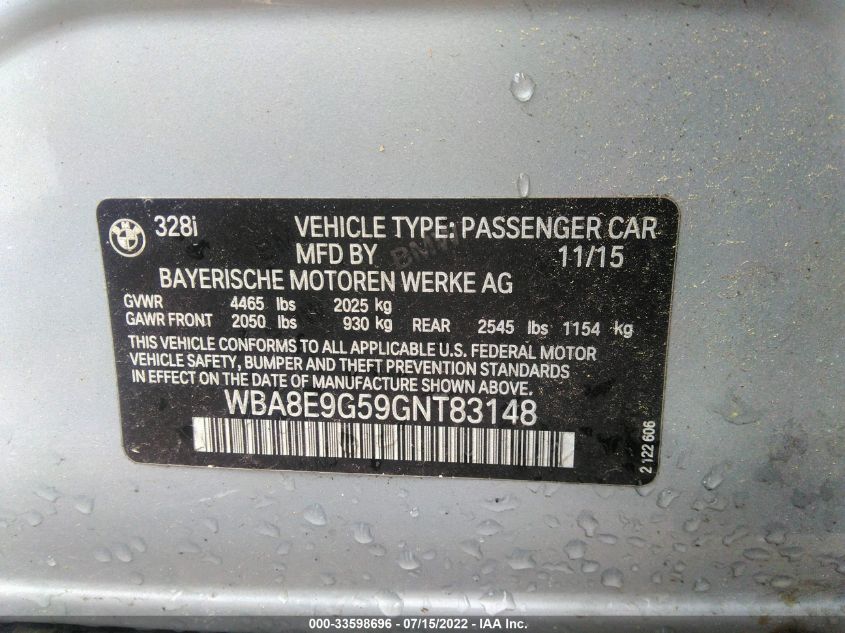 BMW 328i VEHICLE TYPE: PASSENGER CAR
MFD BY BMW 11/15
BAYERISCHE MOTOREN WERKE AG
GVWR 4465 lbs 2025 kg
GAWR FRONT 2050 lbs 930 kg REAR 2545 lbs 1154 kg
THIS VEHICLE CONFORMS TO ALL APPLICABLE U.S. FEDERAL MOTOR
VEHICLE SAFETY, BUMPER AND THEFT PREVENTION STANDARDS
IN EFFECT ON THE DATE OF MANUFACTURE SHOWN ABOVE.
WBA8E9G59GNT83148
2 122 606
000-33598696 - 07/15/2022 - IAA Inc.